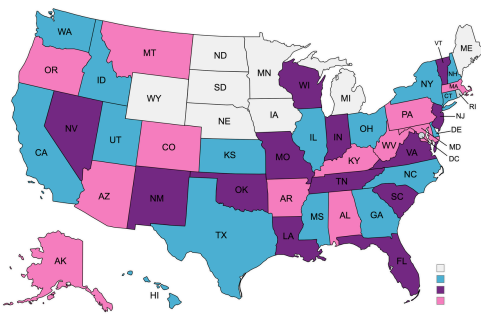 WA
VT
ME
ND
MT
MN
OR
NH
ID
SD
WI
NY
MA
WY
MI
CT
RI
NE
IA
PA
NJ
NV
OH
UT
IL
IN
DE
CO
WV
CA
KS
MO
VA
MD
KY
DC
NC
TN
OK
AZ
NM
AR
SC
MS
AL
GA
TX
LA
AK
FL
HI